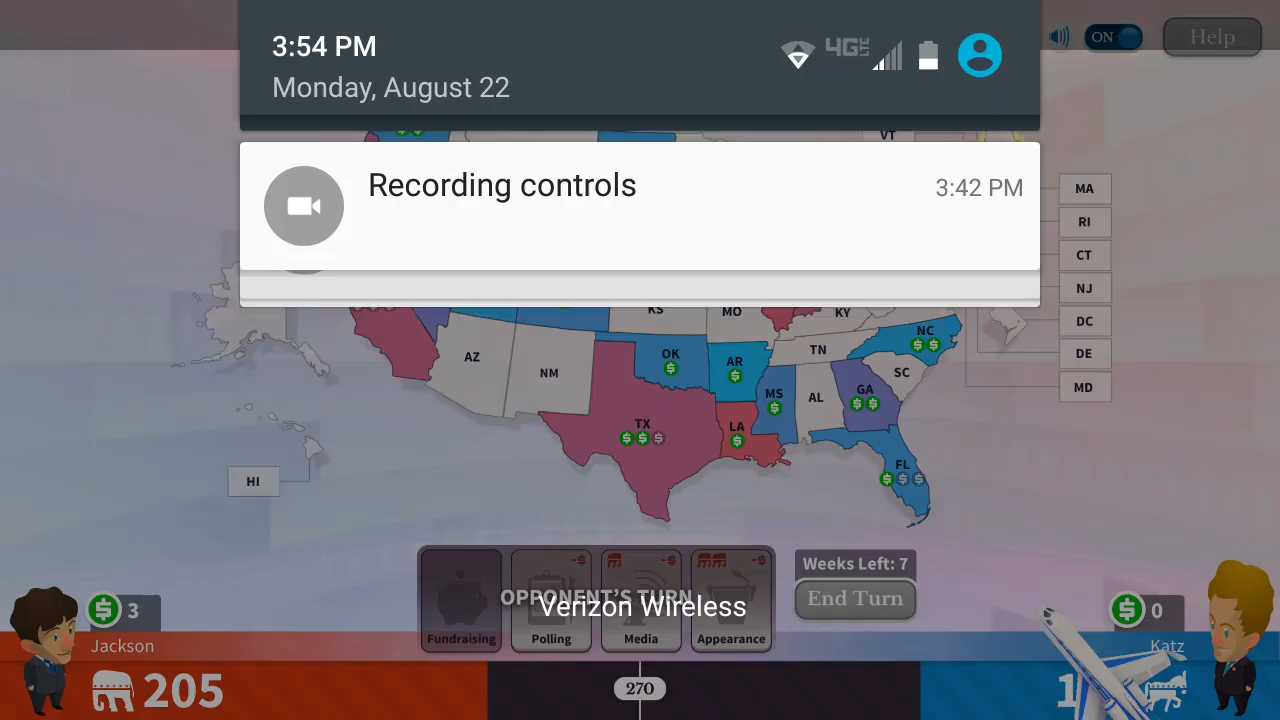 3:54 PM
4G LTE
ON
Help
Monday, August 22
VT
Recording controls
3:42 PM
MA
RI
CT
NJ
DC
DE
MD
KS
MO
KY
NC
AZ
NM
OK
AR
TN
SC
MS
AL
GA
TX
LA
FL
HI
Weeks Left: 7
OPPONENT'S TURN
Verizon Wireless
End Turn
Fundraising
Polling
Media
Appearance
3
0
Jackson
Katz
205
270